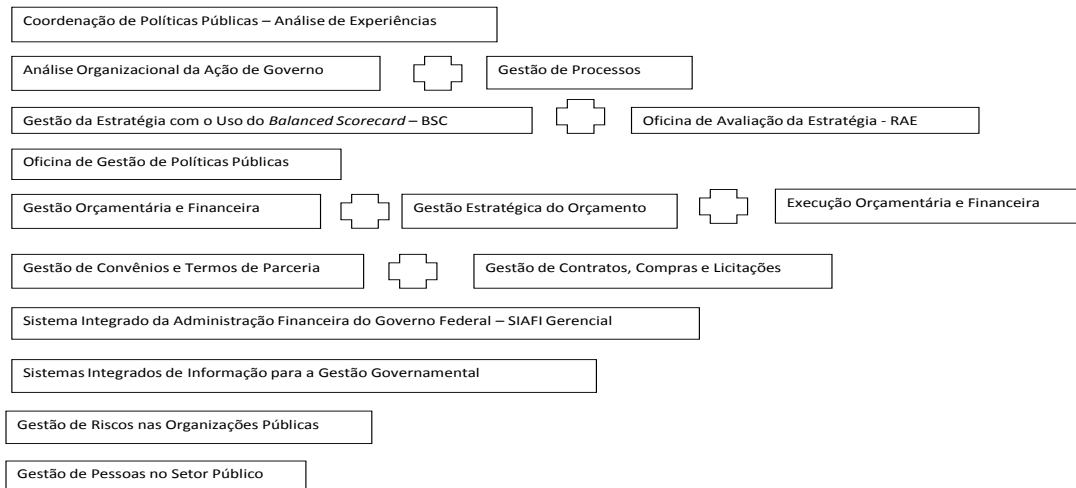 Coordenação de Políticas Públicas – Análise de Experiências
Análise Organizacional da Ação de Governo
Gestão de Processos
Gestão da Estratégia com o Uso do Balanced Scorecard – BSC
Oficina de Avaliação da Estratégia - RAE
Oficina de Gestão de Políticas Públicas
Gestão Orçamentária e Financeira
Gestão Estratégica do Orçamento
Execução Orçamentária e Financeira
Gestão de Convênios e Termos de Parceria
Gestão de Contratos, Compras e Licitações
Sistema Integrado da Administração Financeira do Governo Federal – SIAFI Gerencial
Sistemas Integrados de Informação para a Gestão Governamental
Gestão de Riscos nas Organizações Públicas
Gestão de Pessoas no Setor Público